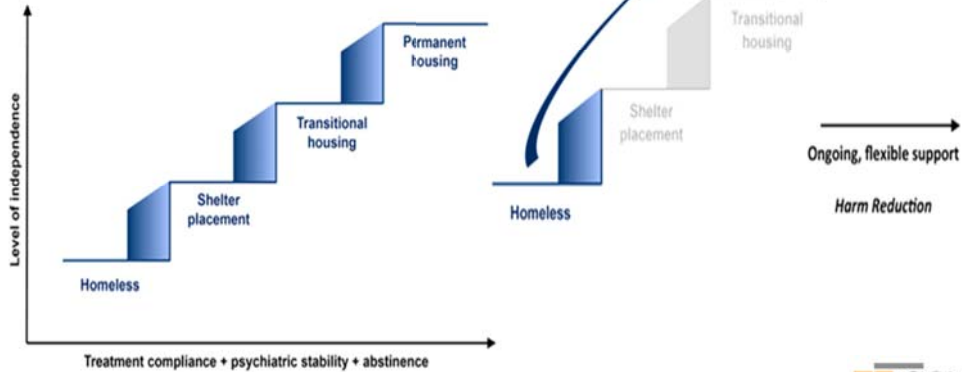 Level of independence
Permanent
housing
Transitional
housing
Shelter
placement
Homeless
Treatment compliance + psychiatric stability + abstinence
Transitional
housing
Shelter
placement
Homeless
Ongoing, flexible support
Harm Reduction